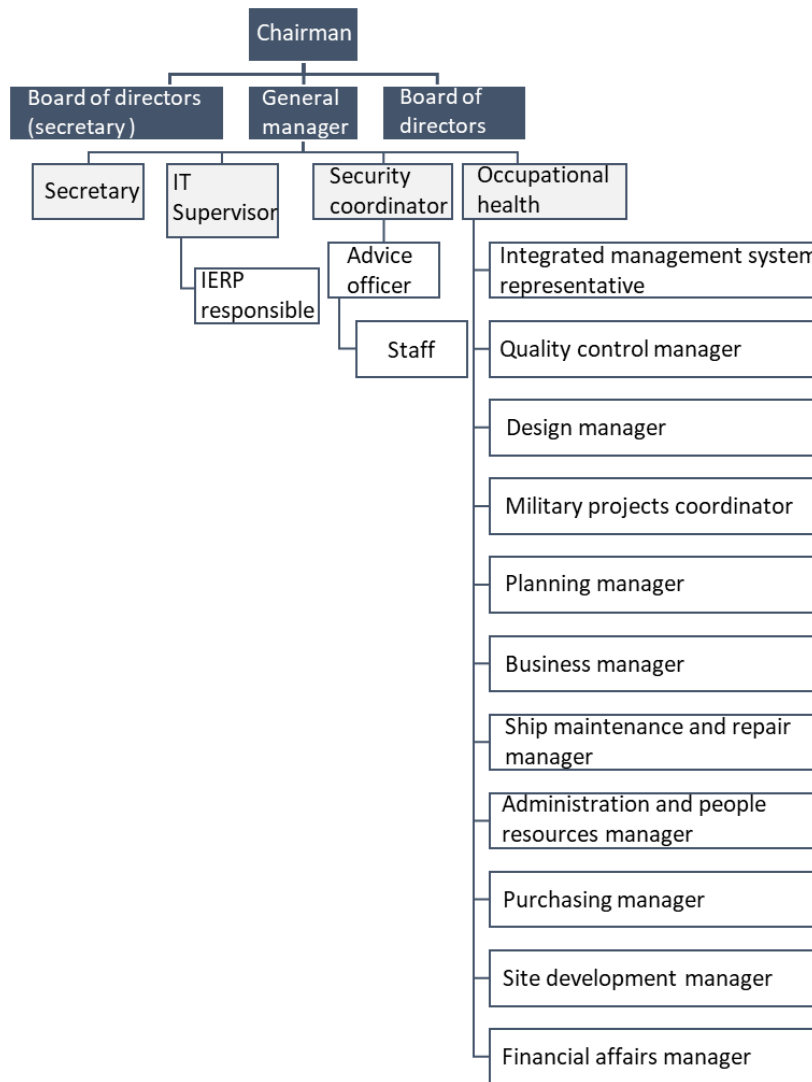 Chairman
Board of directors
(secretary )
General
manager
Board of
directors
Secretary
IT
Supervisor
Security
coordinator
Occupational
health
IERP
responsible
Advice
officer
Staff
Integrated management system
representative
Quality control manager
Design manager
Military projects coordinator
Planning manager
Business manager
Ship maintenance and repair
manager
Administration and people
resources manager
Purchasing manager
Site development manager
Financial affairs manager